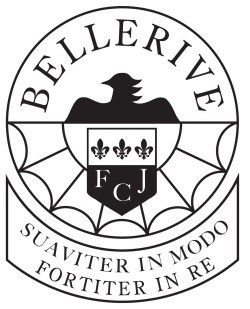 BELLERIVE
F C J
SUAVITER IN MODO
FORTITER IN RE